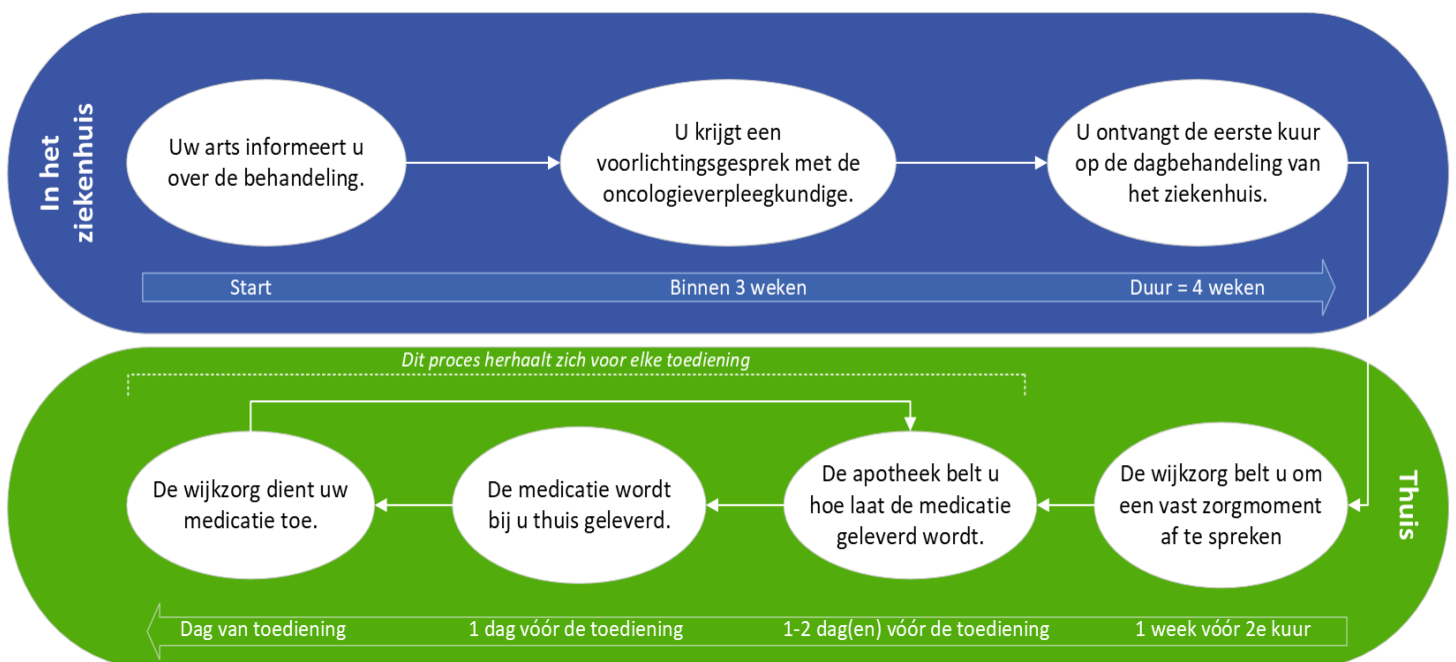 In het
ziekenhuis
Uw arts informeert u
over de behandeling.
U krijgt een
voorlichtingsgesprek met de
oncologieverpleegkundige.
U ontvangt de eerste kuur
op de dagbehandeling van
het ziekenhuis.
Start
Binnen 3 weken
Duur = 4 weken
Dit proces herhaalt zich voor elke toediening
Thuis
De wijkzorg belt u om
een vast zorgmoment
af te spreken
De apotheek belt u
hoe laat de medicatie
geleverd wordt.
De medicatie wordt
bij u thuis geleverd.
De wijkzorg dient uw
medicatie toe.
1 week vóór 2e kuur
1-2 dag(en) vóór de toediening
1 dag vóór de toediening
Dag van toediening